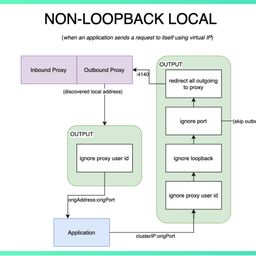 NON-LOOPBACK LOCAL
(when an application sends a request to itself using virtual IP)
Inbound Proxy
Outbound Proxy
:4140
(discovered local address)
OUTPUT
redirect all outgoing
to proxy
ignore port
(skip outbo
ignore loopback
ignore proxy user id
OUTPUT
ignore proxy user id
origAddress:origPort
Application
clusterIP:origPort